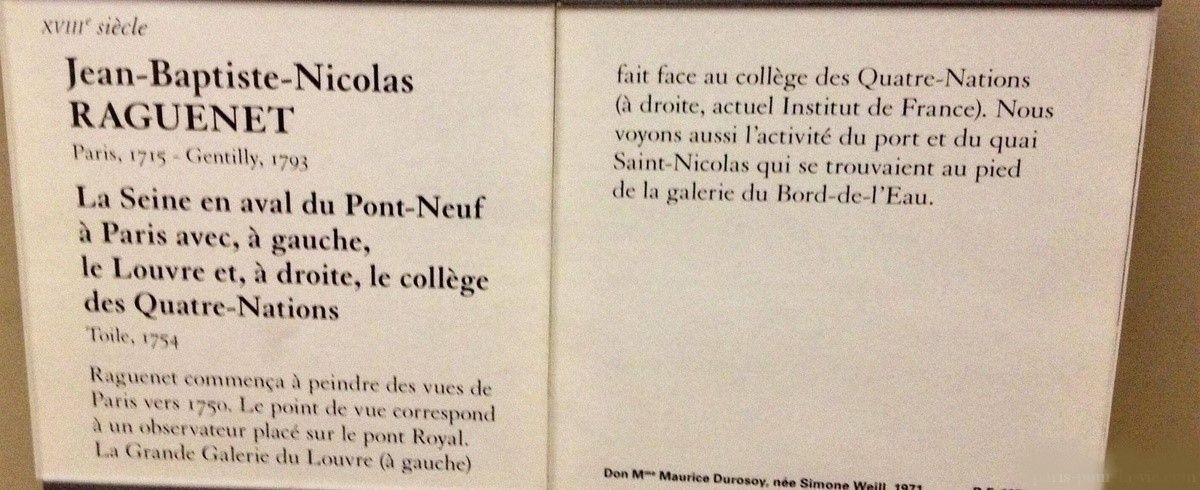 XVIIIe siècle
Jean-Baptiste-Nicolas
RAGUENET
Paris, 1715 - Gentilly, 1793
La Seine en aval du Pont-Neuf
à Paris avec, à gauche,
le Louvre et, à droite, le collège
des Quatre-Nations
Toile, 1754
Raguenet commença à peindre des vues de
Paris vers 1750. Le point de vue correspond
à un observateur placé sur le pont Royal.
La Grande Galerie du Louvre (à gauche)
fait face au collège des Quatre-Nations
(à droite, actuel Institut de France). Nous
voyons aussi l'activité du port et du quai
Saint-Nicolas qui se trouvaient au pied
de la galerie du Bord-de-l'Eau.
Don Mme Maurice Durosoy, née Simone Weill, 1971